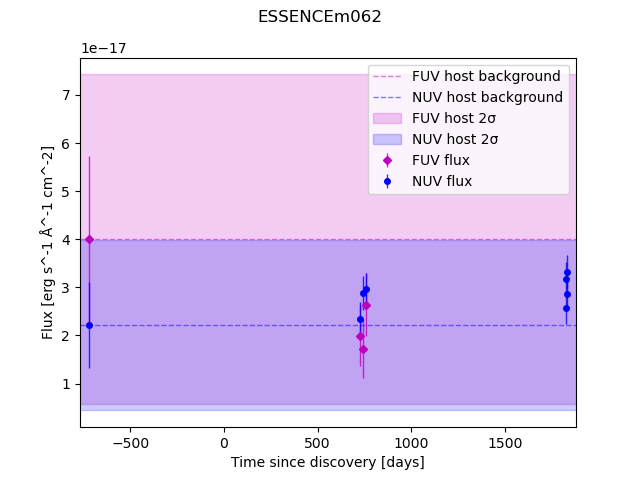 ESSENCEm062
1e−17
FUV host background
NUV host background
FUV host 2σ
NUV host 2σ
FUV flux
NUV flux
7
6
5
4
3
2
1
Flux [erg s^-1 Å^-1 cm^-2]
−500 0 500 1000 1500
Time since discovery [days]